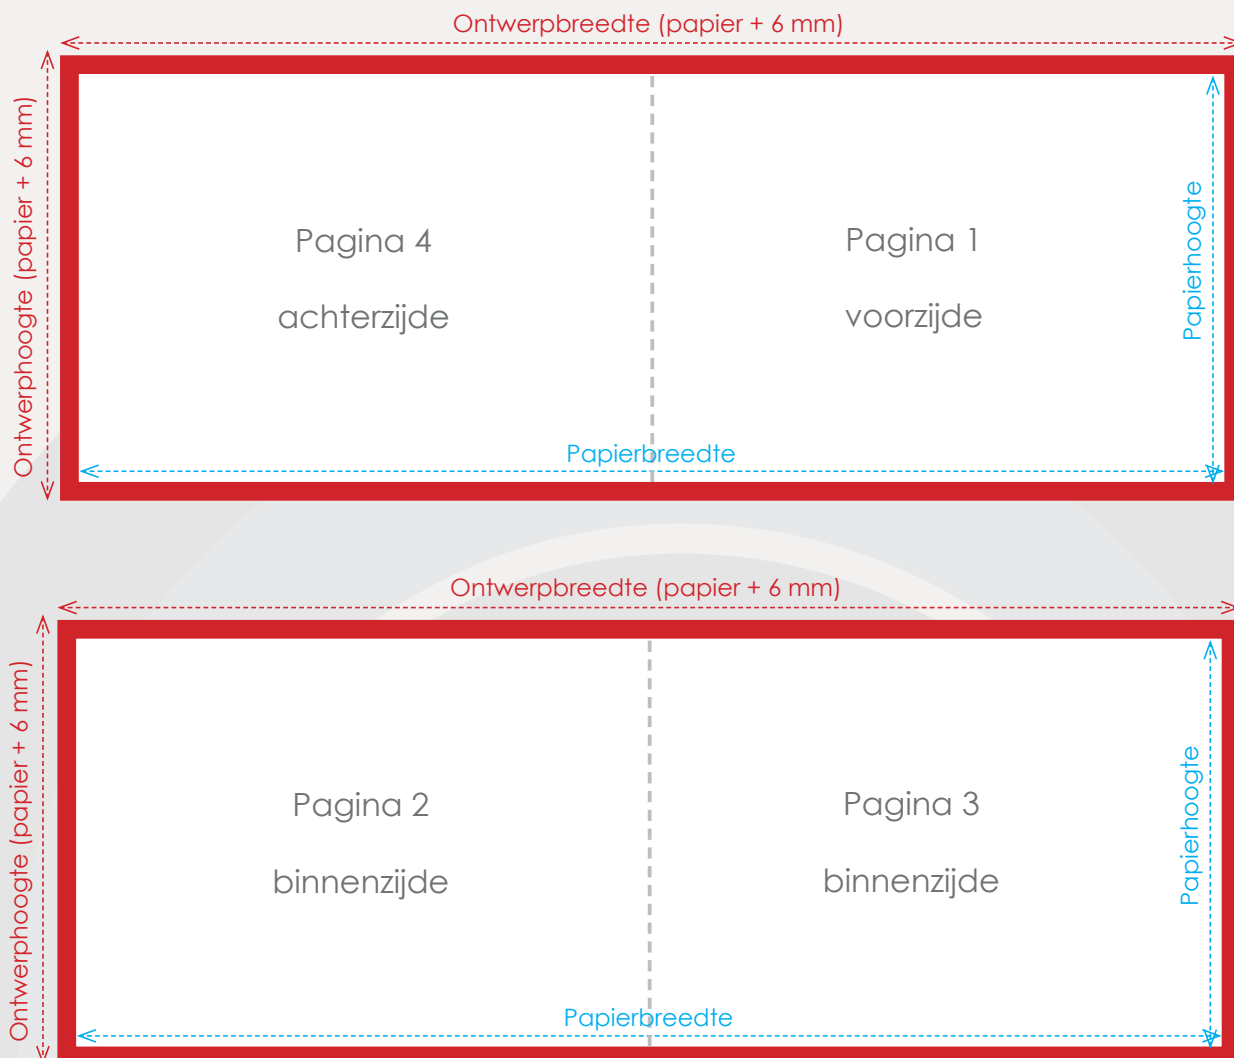 Ontwerpbreedte (papier + 6 mm)
Ontwerphoogte (papier + 6 mm)
Pagina 4
achterzijde
Pagina 1
voorzijde
Papierhoogte
Papierbreedte
Ontwerpbreedte (papier + 6 mm)
Ontwerphoogte (papier + 6 mm)
Pagina 2
binnenzijde
Pagina 3
binnenzijde
Papierhoogte
Papierbreedte